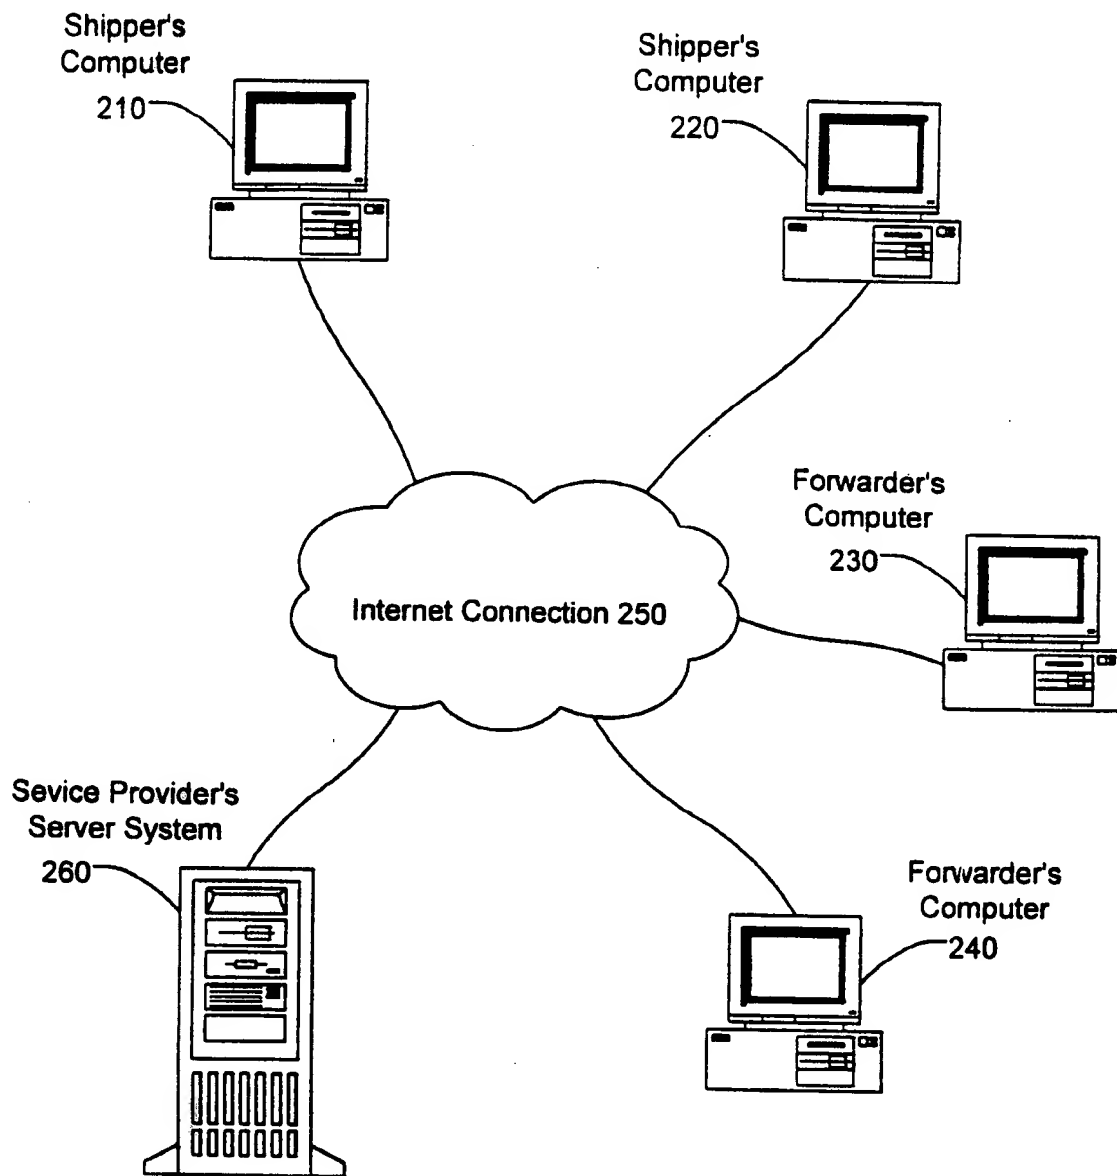 Shipper's
Computer
210
Shipper's
Computer
220
Forwarder's
Computer
230
Internet Connection 250
Sevice Provider's
Server System
260
Forwarder's
Computer
240